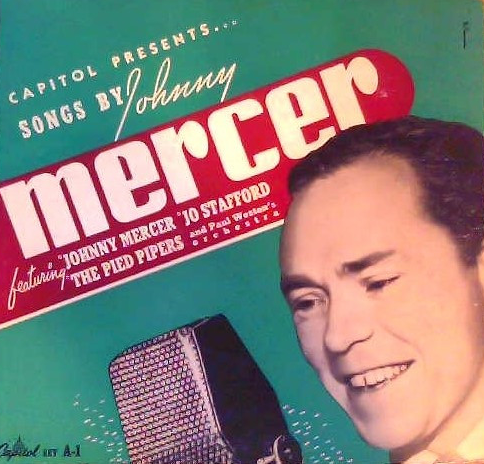 CAPITOL PRESENTS...
SONGS BY Johnny
mercer
featuring "JOHNNY MERCER "JO STAFFORD
"THE PIED PIPERS and Paul Weston's
orchestra
Capitol SET A-1